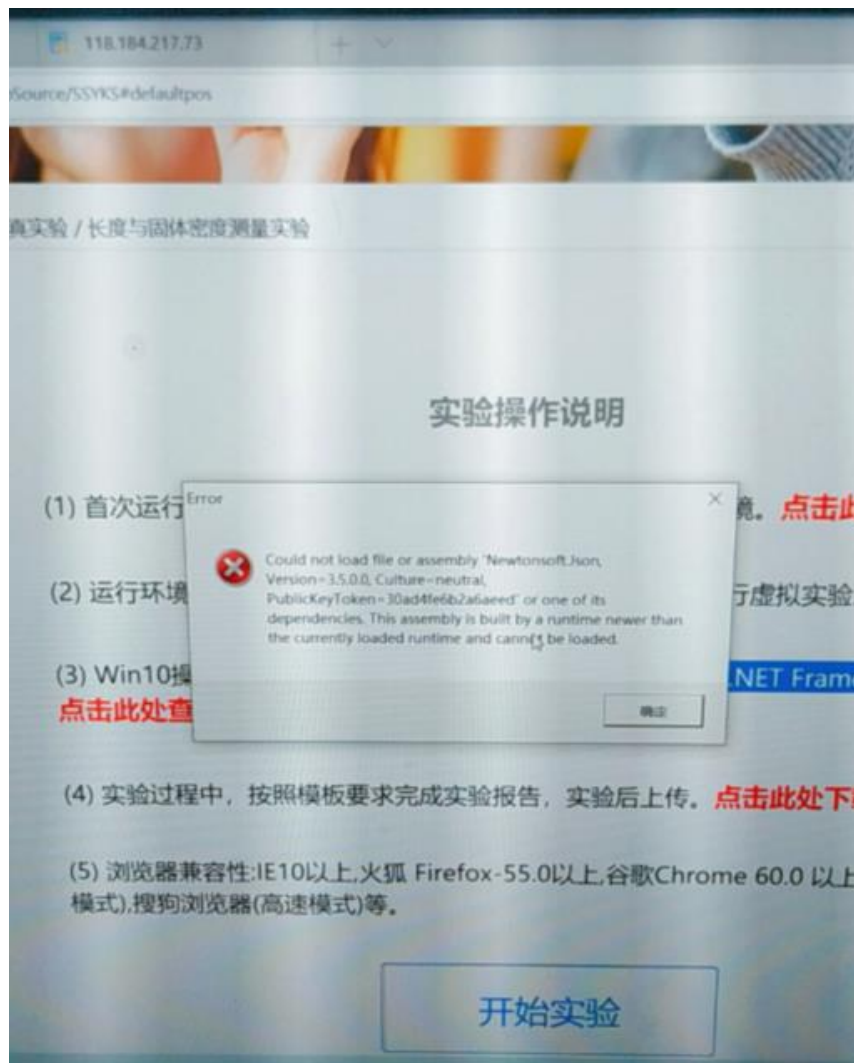 118.184.217.73
Source/SSYKS#defaultpos
真实验 / 长度与固体密度测量实验
实验操作说明
(1) 首次运行
境。点击此
Error
Could not load file or assembly 'Newtonsoft.Json,
Version=3.5.0.0, Culture=neutral,
PublicKeyToken=30ad4fe6b2a6aeed' or one of its
dependencies. This assembly is built by a runtime newer than
the currently loaded runtime and cannot be loaded.
确定
(2) 运行环境
行虚拟实验
(3) Win10操
.NET Frame
点击此处查
(4) 实验过程中，按照模板要求完成实验报告，实验后上传。点击此处下
(5) 浏览器兼容性:IE10以上,火狐 Firefox-55.0以上,谷歌Chrome 60.0 以上
模式),搜狗浏览器(高速模式)等。
开始实验